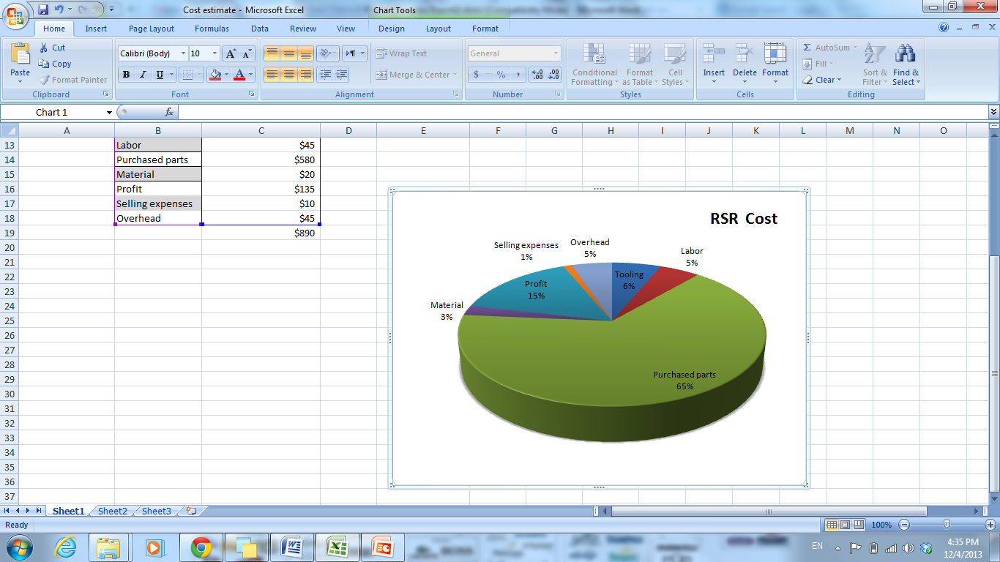 Cost estimate - Microsoft Excel
Chart Tools
Home Insert Page Layout Formulas Data Review View Design Layout Format
Paste
Cut
Copy
Format Painter
Clipboard
Calibri (Body) 10
B I U
Font
Wrap Text
Merge & Center
Alignment
General
$ % ,
Number
Conditional
Formatting
Format
as Table
Cell
Styles
Styles
Insert Delete Format
Cells
AutoSum
Fill
Clear
Sort &
Filter
Find &
Select
Editing
Chart 1 fx
A B C D E F G H I J K L M N O
13 Labor $45
14 Purchased parts $580
15 Material $20
16 Profit $135
17 Selling expenses $10
18 Overhead $45
19 $890
20
21
22
23
24
25
26
27
28
29
30
31
32
33
34
35
36
37
RSR Cost
Selling expenses
1%
Overhead
5%
Labor
5%
Tooling
6%
Profit
15%
Material
3%
Purchased parts
65%
Sheet1 Sheet2 Sheet3
Ready 100%
EN 4:35 PM
12/4/2013